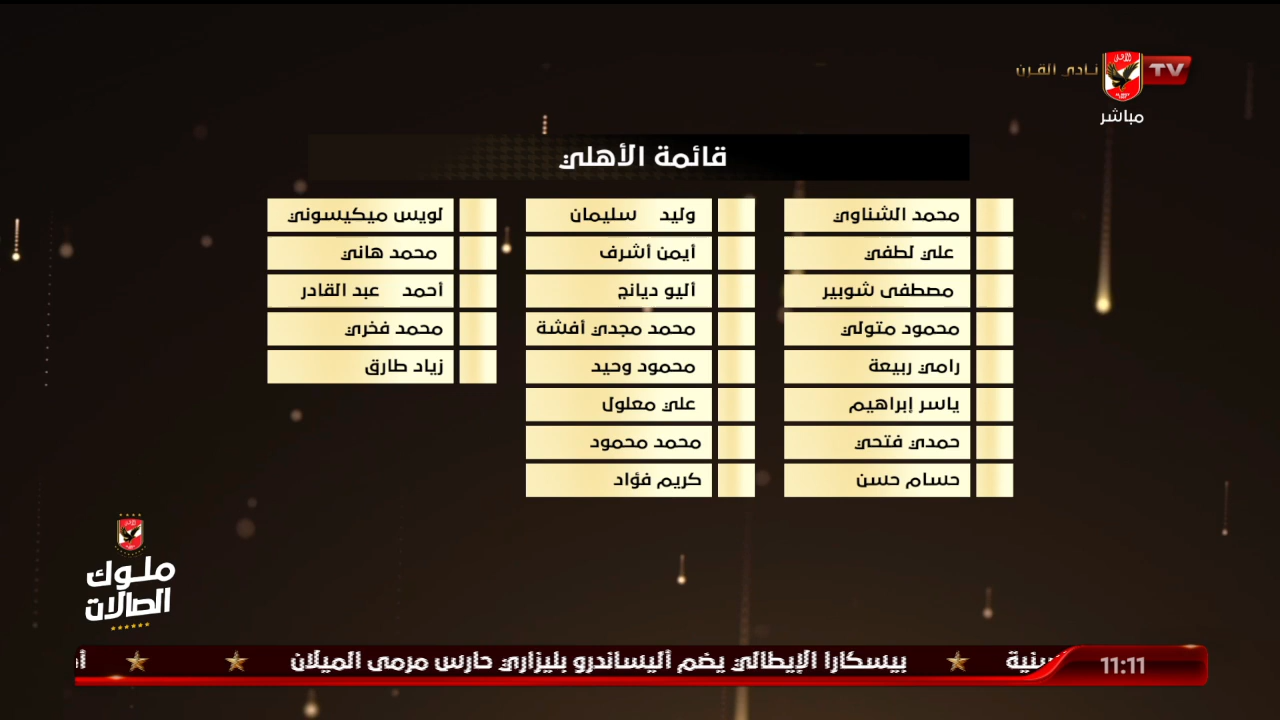 نادي القرن TV
مباشر
قائمة الأهلي
محمد الشناوي
علي لطفي
مصطفى شوبير
محمود متولي
رامي ربيعة
ياسر إبراهيم
حمدي فتحي
حسام حسن
وليد سليمان
أيمن أشرف
أليو ديانج
محمد مجدي أفشة
محمود وحيد
علي معلول
محمد محمود
كريم فؤاد
لويس ميكيسوني
محمد هاني
أحمد عبد القادر
محمد فخري
زياد طارق
ملوك
الصالات
11:11 بيسكارا الإيطالي يضم أليساندرو بليزاري حارس مرمى الميلان